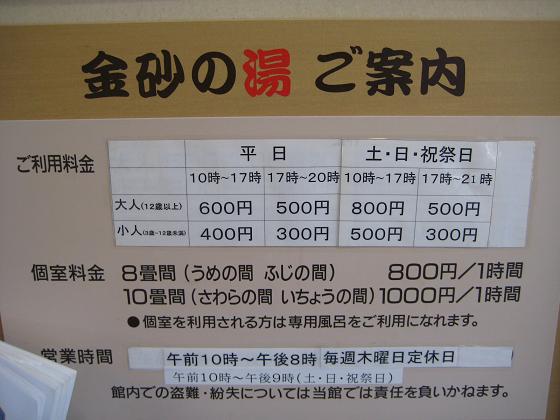 金砂の湯 ご案内
ご利用料金
平日 土・日・祝祭日
10時〜17時 17時〜20時 10時〜17時 17時〜21時
大人(12歳以上) 600円 500円 800円 500円
小人(3歳~12歳未満) 400円 300円 500円 300円
個室料金 8畳間(うめの間 ふじの間) 800円/1時間
10畳間(さわらの間 いちょうの間) 1000円/1時間
●個室を利用される方は専用風呂をご利用になれます。
営業時間 午前10時〜午後8時 毎週木曜日定休日
午前10時〜午後9時(土・日・祝祭日)
館内での盗難・紛失については当館では責任を負いかねます。